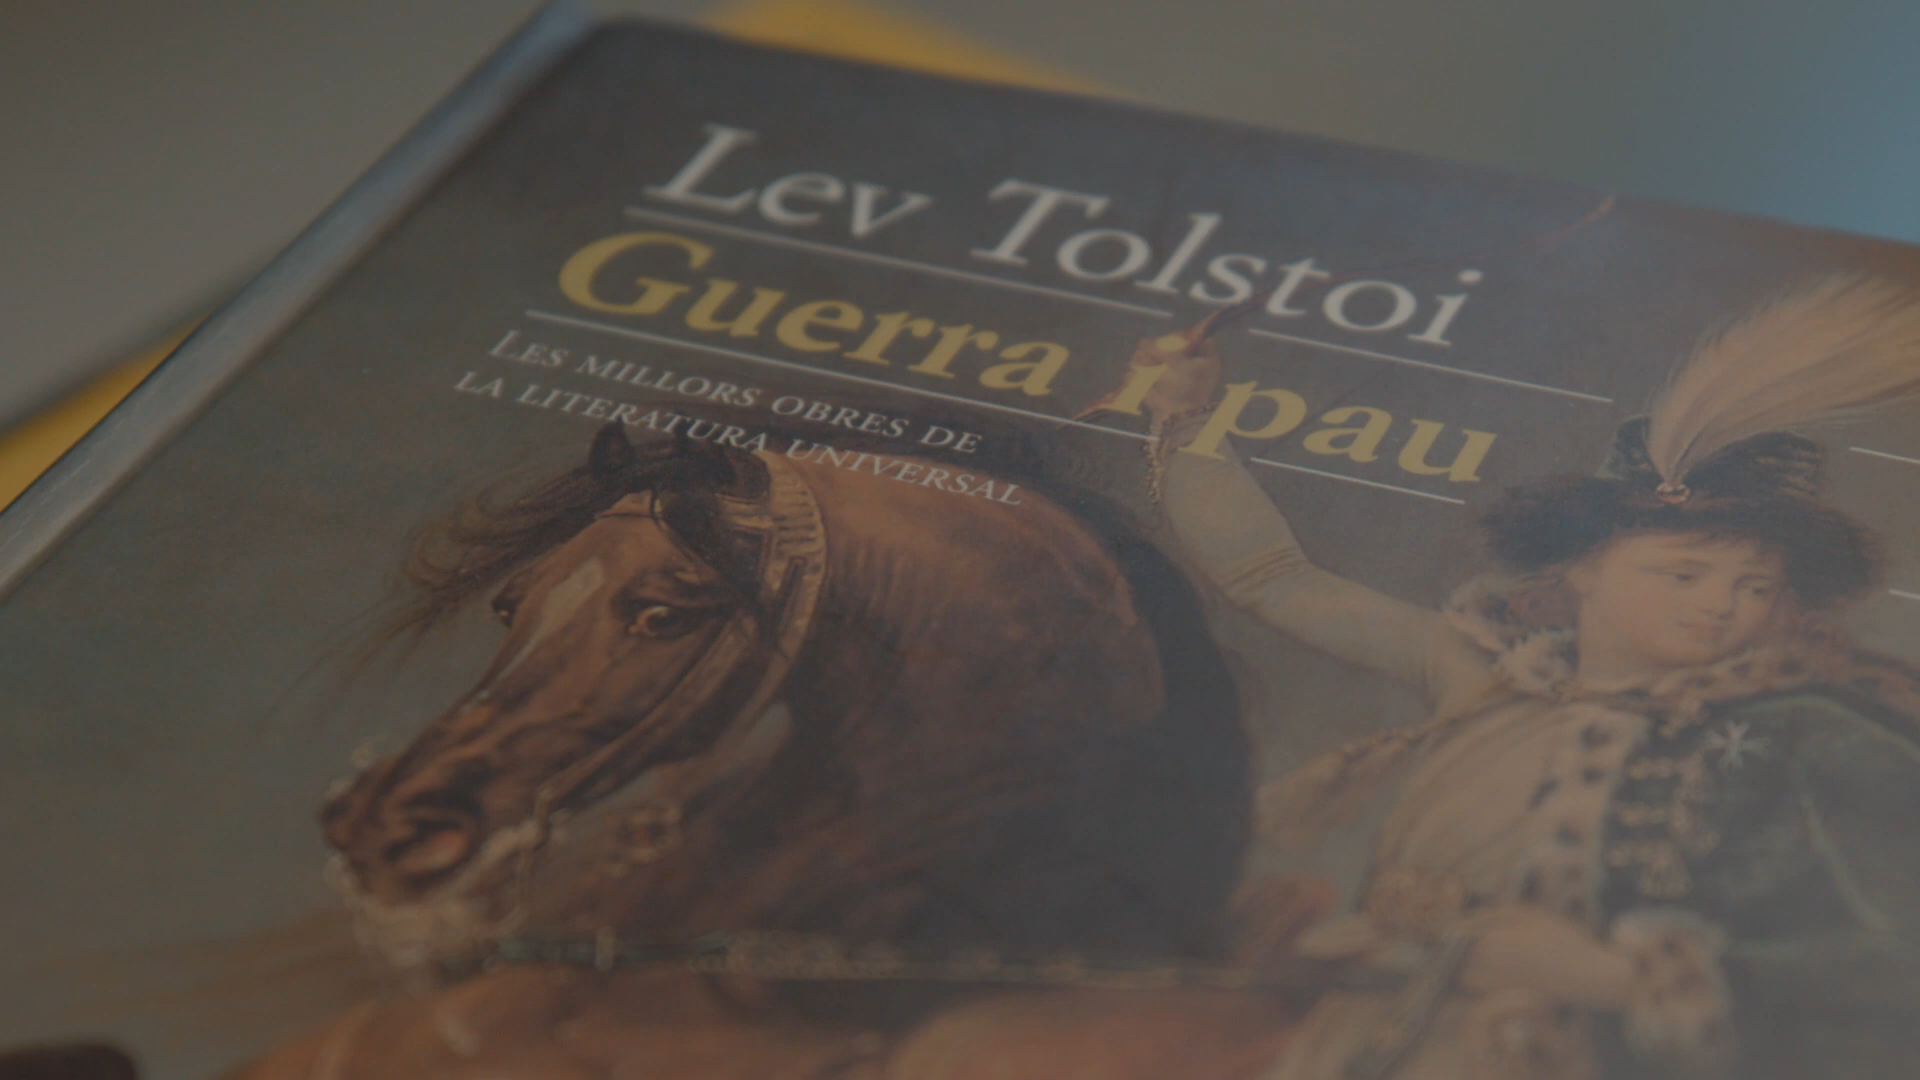 Lev Tolstoi
Guerra i pau
LES MILLORS OBRES DE
LA LITERATURA UNIVERSAL